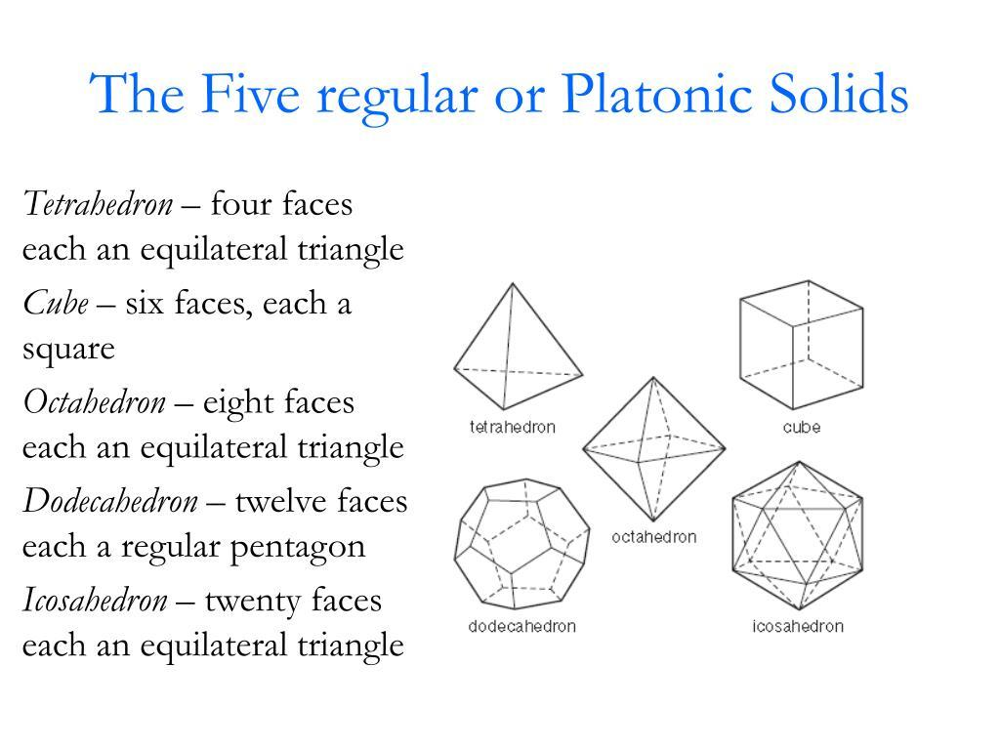 The Five regular or Platonic Solids
Tetrahedron – four faces
each an equilateral triangle
Cube – six faces, each a
square
Octahedron – eight faces
each an equilateral triangle
Dodecahedron – twelve faces
each a regular pentagon
Icosahedron – twenty faces
each an equilateral triangle
tetrahedron
cube
octahedron
dodecahedron
icosahedron